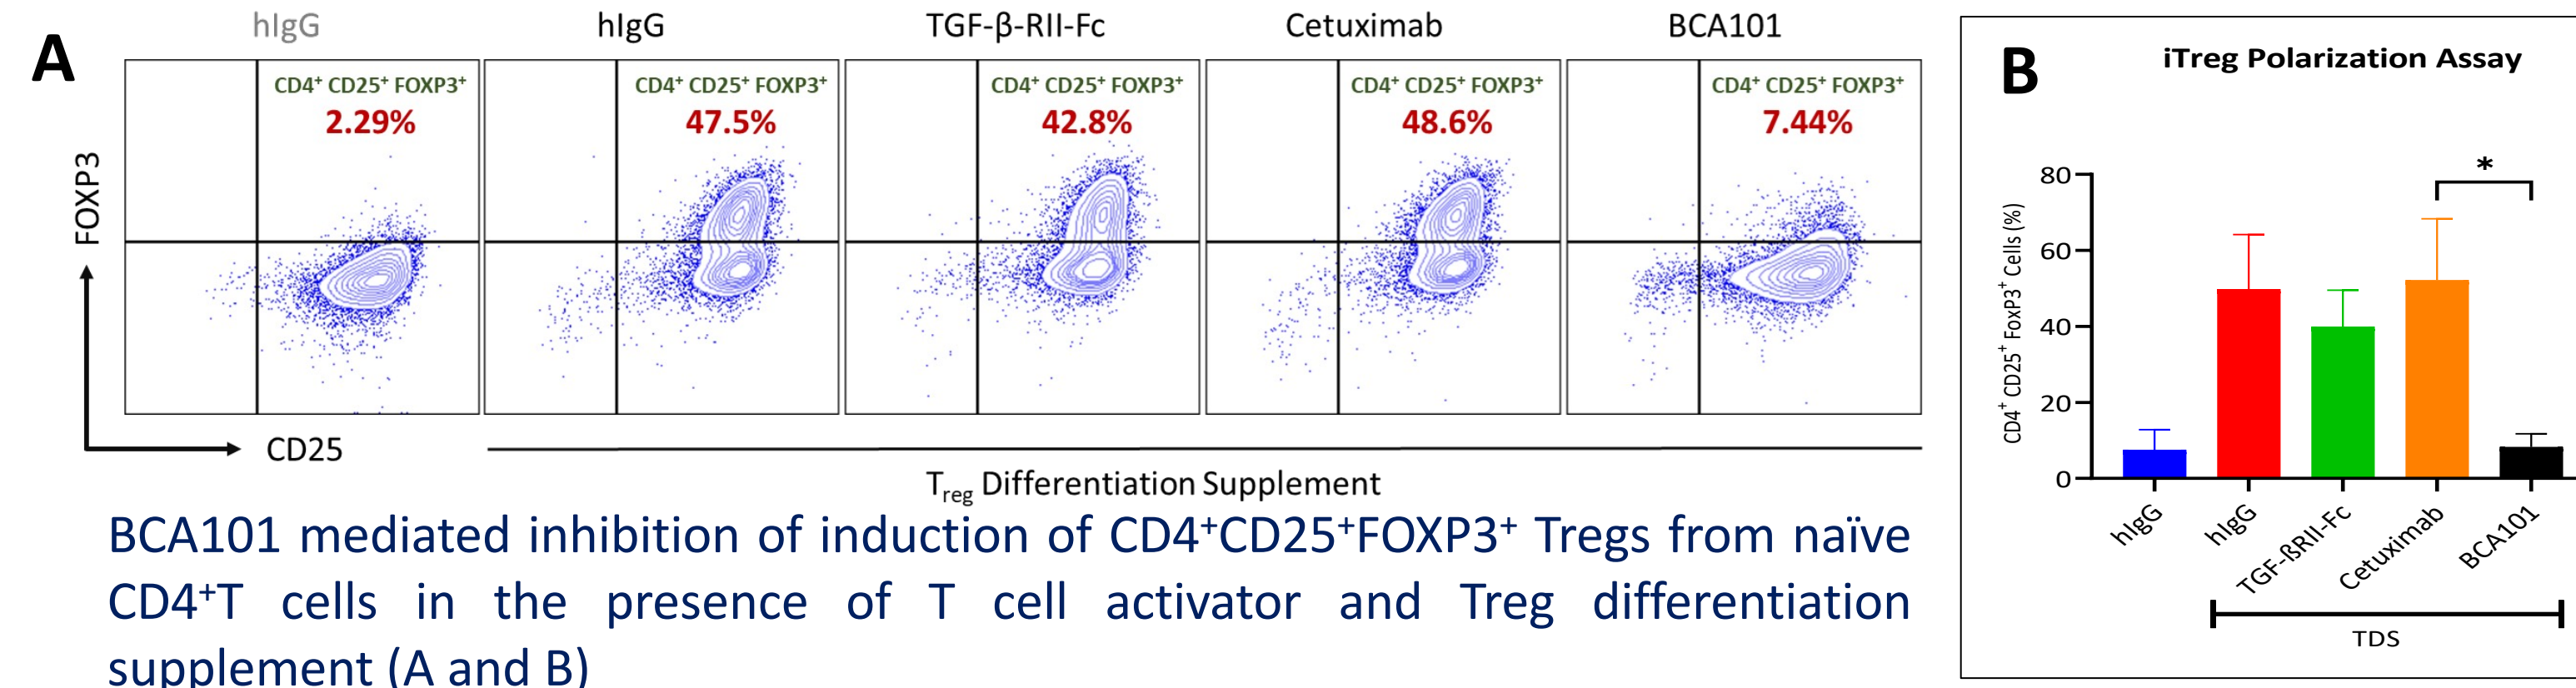 A
hIgG
hIgG
TGF-β-RII-Fc
Cetuximab
BCA101
CD4⁺ CD25⁺ FOXP3⁺
2.29%
CD4⁺ CD25⁺ FOXP3⁺
47.5%
CD4⁺ CD25⁺ FOXP3⁺
42.8%
CD4⁺ CD25⁺ FOXP3⁺
48.6%
CD4⁺ CD25⁺ FOXP3⁺
7.44%
FOXP3
CD25
Treg Differentiation Supplement
BCA101 mediated inhibition of induction of CD4⁺CD25⁺FOXP3⁺ Tregs from naïve
CD4⁺T cells in the presence of T cell activator and Treg differentiation
supplement (A and B)
B
iTreg Polarization Assay
*
CD4⁺ CD25⁺ FoxP3⁺ Cells (%)
80
60
40
20
0
hIgG
hIgG
TGF-ßRII-Fc
Cetuximab
BCA101
TDS